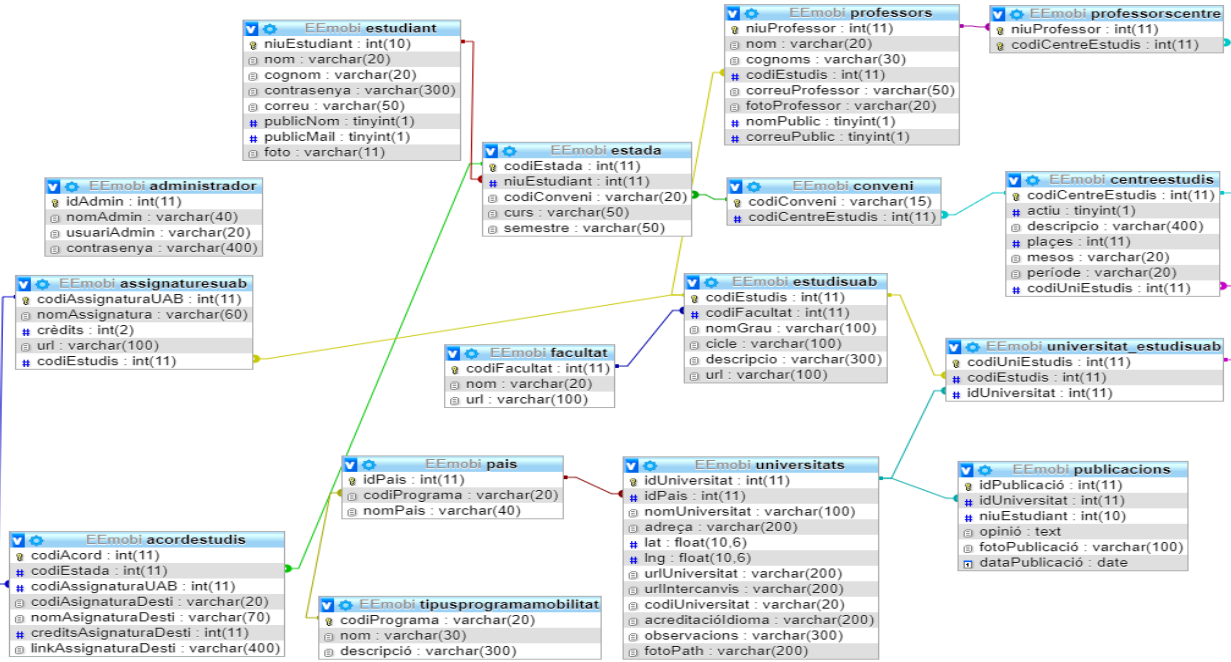 EEmobi estudiant
niuEstudiant : int(10)
nom : varchar(20)
cognom : varchar(20)
contrasenya : varchar(300)
correu : varchar(50)
# publicNom : tinyint(1)
# publicMail : tinyint(1)
foto : varchar(11)
EEmobi professors
niuProfessor : int(11)
nom : varchar(20)
cognoms : varchar(30)
# codiEstudis : int(11)
correuProfessor : varchar(50)
fotoProfessor : varchar(20)
# nomPublic : tinyint(1)
# correuPublic : tinyint(1)
EEmobi professorscentre
niuProfessor : int(11)
codiCentreEstudis : int(11)
EEmobi estada
codiEstada : int(11)
# niuEstudiant : int(11)
codiConveni : varchar(20)
curs : varchar(50)
semestre : varchar(50)
EEmobi administrador
idAdmin : int(11)
nomAdmin : varchar(40)
usuariAdmin : varchar(20)
contrasenya : varchar(400)
EEmobi conveni
codiConveni : varchar(15)
# codiCentreEstudis : int(11)
EEmobi centreestudis
codiCentreEstudis : int(11)
# actiu : tinyint(1)
descripcio : varchar(400)
# plaçes : int(11)
mesos : varchar(20)
període : varchar(20)
# codiUniEstudis : int(11)
EEmobi assignaturesuab
codiAssignaturaUAB : int(11)
nomAssignatura : varchar(60)
# crèdits : int(2)
url : varchar(100)
# codiEstudis : int(11)
EEmobi estudisuab
codiEstudis : int(11)
# codiFacultat : int(11)
nomGrau : varchar(100)
cicle : varchar(100)
descripcio : varchar(300)
url : varchar(100)
EEmobi facultat
codiFacultat : int(11)
nom : varchar(20)
url : varchar(100)
EEmobi universitat_estudisuab
codiUniEstudis : int(11)
# codiEstudis : int(11)
# idUniversitat : int(11)
EEmobi pais
idPais : int(11)
codiPrograma : varchar(20)
nomPais : varchar(40)
EEmobi universitats
idUniversitat : int(11)
# idPais : int(11)
nomUniversitat : varchar(100)
adreça : varchar(200)
# lat : float(10,6)
# lng : float(10,6)
urlUniversitat : varchar(200)
urlIntercanvis : varchar(200)
codiUniversitat : varchar(20)
acreditacióIdioma : varchar(200)
observacions : varchar(300)
fotoPath : varchar(200)
EEmobi publicacions
idPublicació : int(11)
# idUniversitat : int(11)
# niuEstudiant : int(10)
opinió : text
fotoPublicació : varchar(100)
dataPublicació : date
EEmobi acordestudis
codiAcord : int(11)
# codiEstada : int(11)
# codiAssignaturaUAB : int(11)
codiAsignaturaDesti : varchar(20)
nomAsignaturaDesti : varchar(70)
# creditsAsignaturaDesti : int(11)
linkAssignaturaDesti : varchar(400)
EEmobi tipusprogramamobilitat
codiPrograma : varchar(20)
nom : varchar(30)
descripció : varchar(300)